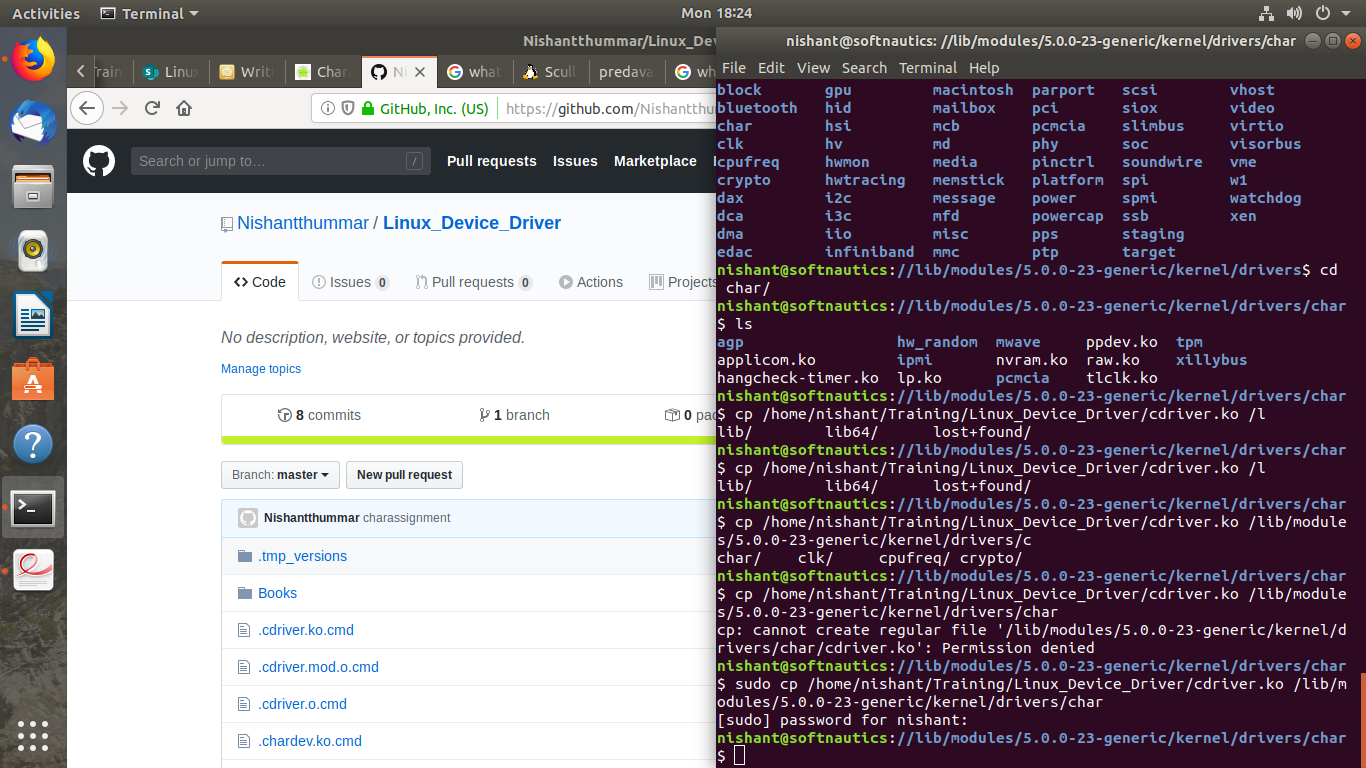 Activities Terminal Mon 18:24
Nishantthummar/Linux_Dev
Linux Writi Chara N what Scull predava wh
GitHub, Inc. (US) https://github.com/Nishantthu
Search or jump to… / Pull requests Issues Marketplace
Nishantthummar / Linux_Device_Driver
Code Issues 0 Pull requests 0 Actions Projects
No description, website, or topics provided.
Manage topics
8 commits 1 branch 0 pac
Branch: master New pull request
Nishantthummar charassignment
.tmp_versions
Books
.cdriver.ko.cmd
.cdriver.mod.o.cmd
.cdriver.o.cmd
.chardev.ko.cmd
nishant@softnautics: //lib/modules/5.0.0-23-generic/kernel/drivers/char
File Edit View Search Terminal Help
block gpu macintosh parport scsi vhost
bluetooth hid mailbox pci siox video
char hsi mcb pcmcia slimbus virtio
clk hv md phy soc visorbus
cpufreq hwmon media pinctrl soundwire vme
crypto hwtracing memstick platform spi w1
dax i2c message power spmi watchdog
dca i3c mfd powercap ssb xen
dma iio misc pps staging
edac infiniband mmc ptp target
nishant@softnautics://lib/modules/5.0.0-23-generic/kernel/drivers$ cd
char/
nishant@softnautics://lib/modules/5.0.0-23-generic/kernel/drivers/char
$ ls
agp hw_random mwave ppdev.ko tpm
applicom.ko ipmi nvram.ko raw.ko xillybus
hangcheck-timer.ko lp.ko pcmcia tlclk.ko
nishant@softnautics://lib/modules/5.0.0-23-generic/kernel/drivers/char
$ cp /home/nishant/Training/Linux_Device_Driver/cdriver.ko /l
lib/ lib64/ lost+found/
nishant@softnautics://lib/modules/5.0.0-23-generic/kernel/drivers/char
$ cp /home/nishant/Training/Linux_Device_Driver/cdriver.ko /l
lib/ lib64/ lost+found/
nishant@softnautics://lib/modules/5.0.0-23-generic/kernel/drivers/char
$ cp /home/nishant/Training/Linux_Device_Driver/cdriver.ko /lib/module
s/5.0.0-23-generic/kernel/drivers/c
char/ clk/ cpufreq/ crypto/
nishant@softnautics://lib/modules/5.0.0-23-generic/kernel/drivers/char
$ cp /home/nishant/Training/Linux_Device_Driver/cdriver.ko /lib/module
s/5.0.0-23-generic/kernel/drivers/char
cp: cannot create regular file '/lib/modules/5.0.0-23-generic/kernel/d
rivers/char/cdriver.ko': Permission denied
nishant@softnautics://lib/modules/5.0.0-23-generic/kernel/drivers/char
$ sudo cp /home/nishant/Training/Linux_Device_Driver/cdriver.ko /lib/m
odules/5.0.0-23-generic/kernel/drivers/char
[sudo] password for nishant:
nishant@softnautics://lib/modules/5.0.0-23-generic/kernel/drivers/char
$